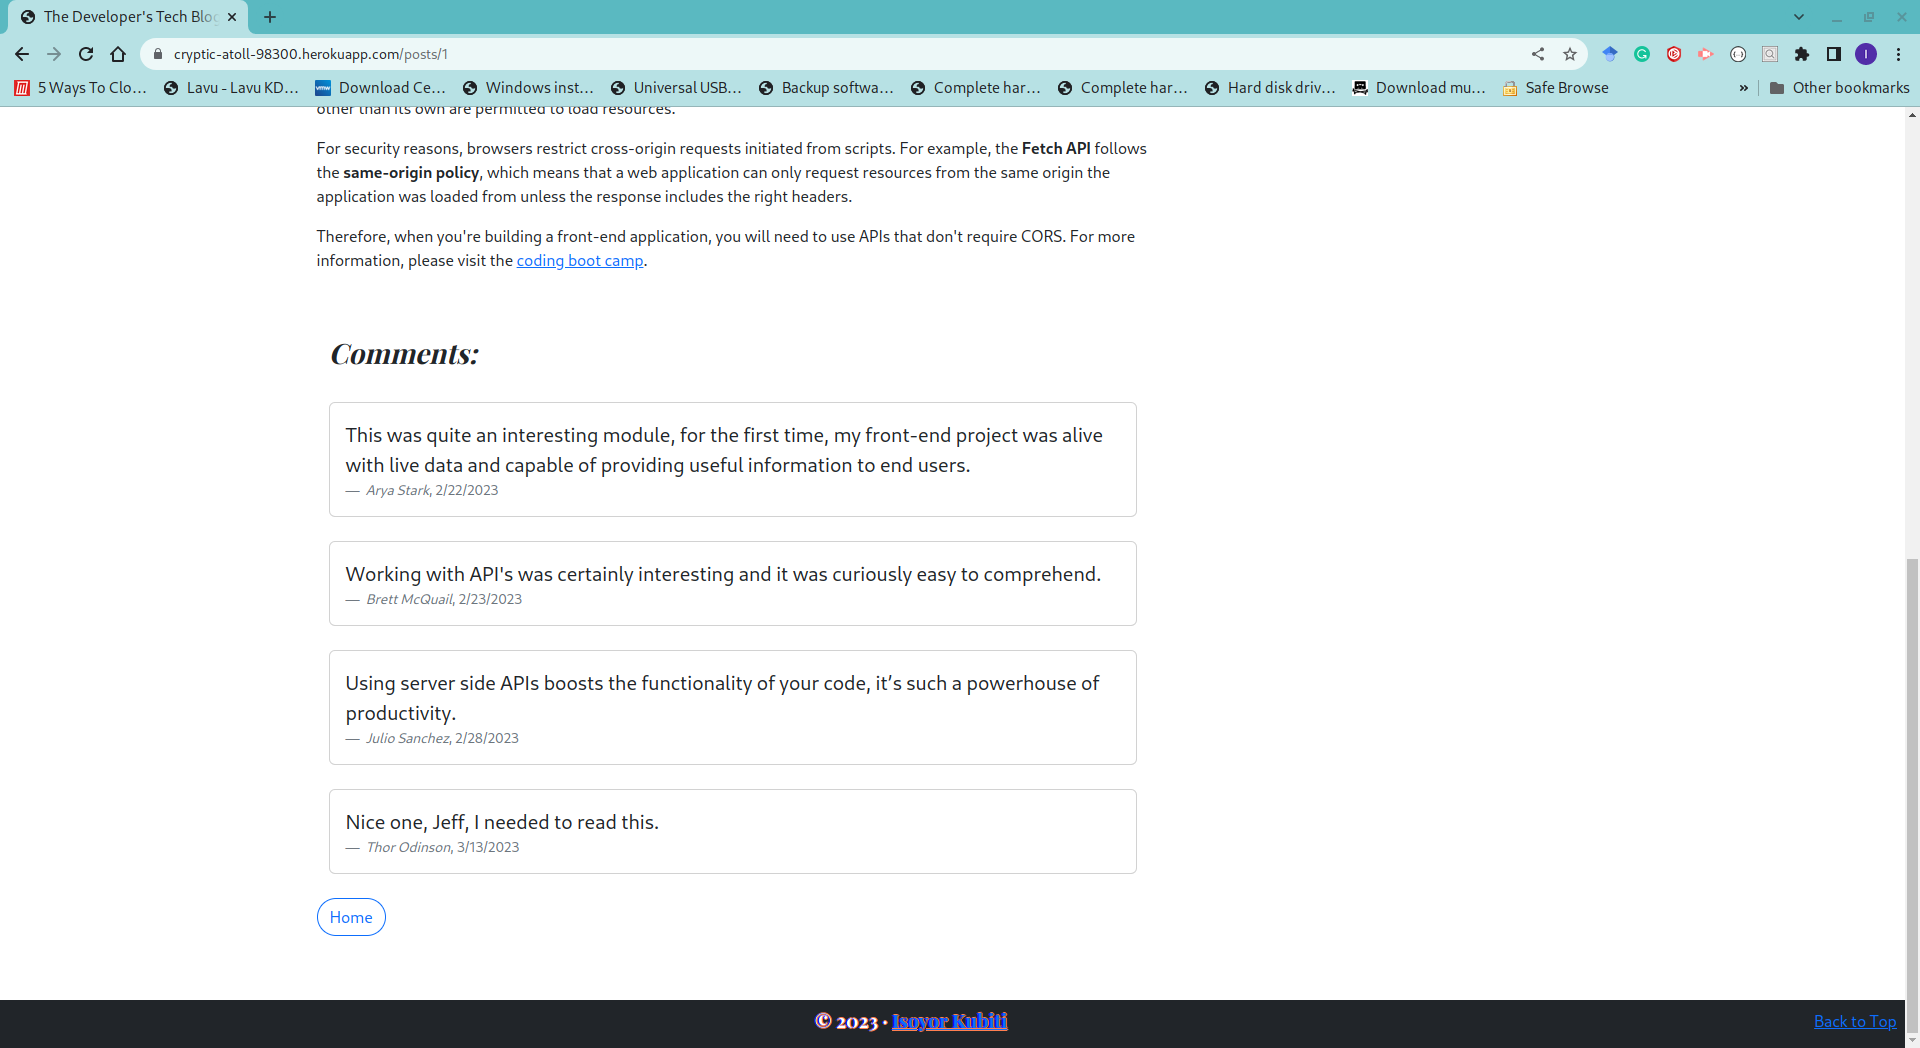 The Developer's Tech Blog
cryptic-atoll-98300.herokuapp.com/posts/1
I
5 Ways To Clo…
Lavu - Lavu KD…
vmw
Download Ce…
Windows inst…
Universal USB…
Backup softwa…
Complete har…
Complete har…
Hard disk driv…
Download mu…
Safe Browse
»
Other bookmarks
other than its own are permitted to load resources.
For security reasons, browsers restrict cross-origin requests initiated from scripts. For example, the Fetch API follows
the same-origin policy, which means that a web application can only request resources from the same origin the
application was loaded from unless the response includes the right headers.
Therefore, when you're building a front-end application, you will need to use APIs that don't require CORS. For more
information, please visit the coding boot camp.
Comments:
This was quite an interesting module, for the first time, my front-end project was alive
with live data and capable of providing useful information to end users.
— Arya Stark, 2/22/2023
Working with API's was certainly interesting and it was curiously easy to comprehend.
— Brett McQuail, 2/23/2023
Using server side APIs boosts the functionality of your code, it’s such a powerhouse of
productivity.
— Julio Sanchez, 2/28/2023
Nice one, Jeff, I needed to read this.
— Thor Odinson, 3/13/2023
Home
© 2023 · Isoyor Kubiti
Back to Top